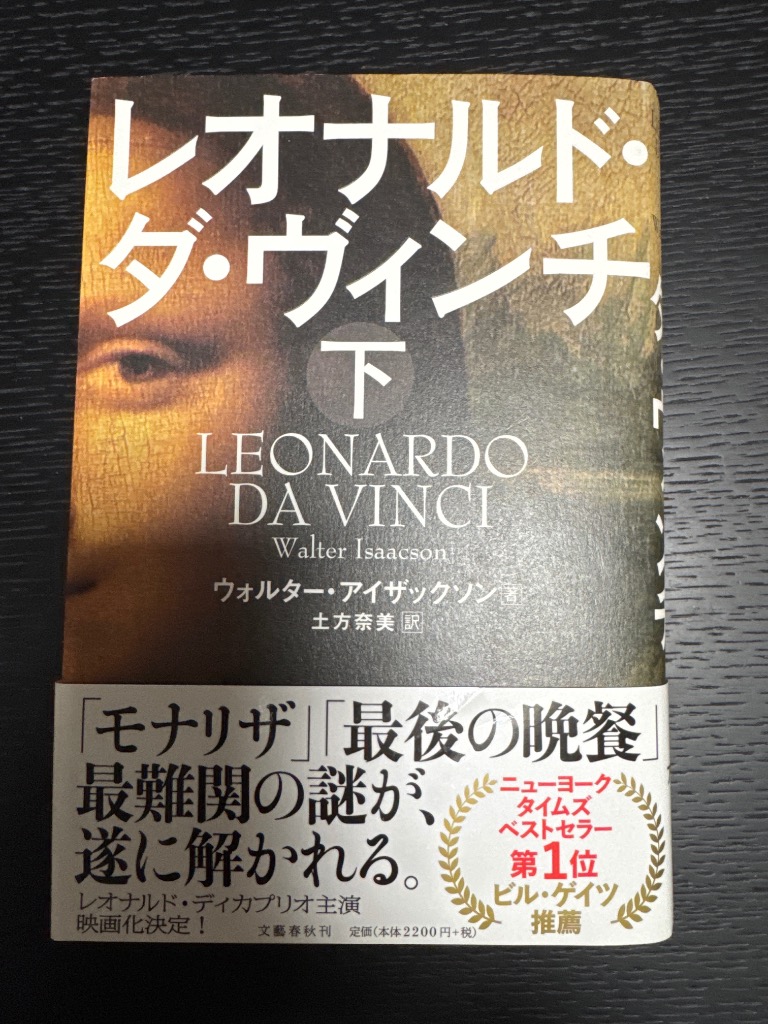 レオナルド・
ダ・ヴィンチ
下
LEONARDO
DA VINCI
Walter Isaacson
ウォルター・アイザックソン 著
土方奈美 訳
「モナリザ」「最後の晩餐」
最難関の謎が、
遂に解かれる。
レオナルド・ディカプリオ主演
映画化決定！
ニューヨーク
タイムズ
ベストセラー
第1位
ビル・ゲイツ
推薦
文藝春秋刊 定価（本体2200円+税）